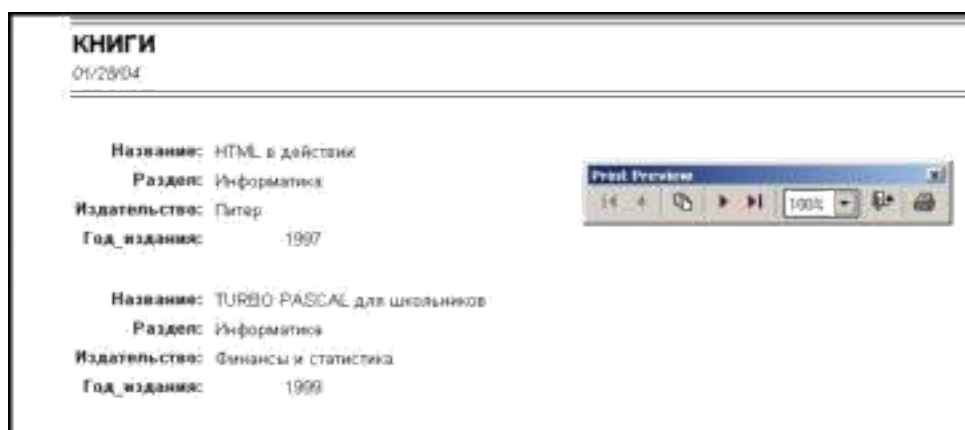 КНИГИ
01/28/04
Название: HTML в действии
Раздел: Информатика
Издательство: Питер
Год_издания: 1997
Print Preview
100%
Название: TURBO PASCAL для школьников
Раздел: Информатика
Издательство: Финансы и статистика
Год_издания: 1999